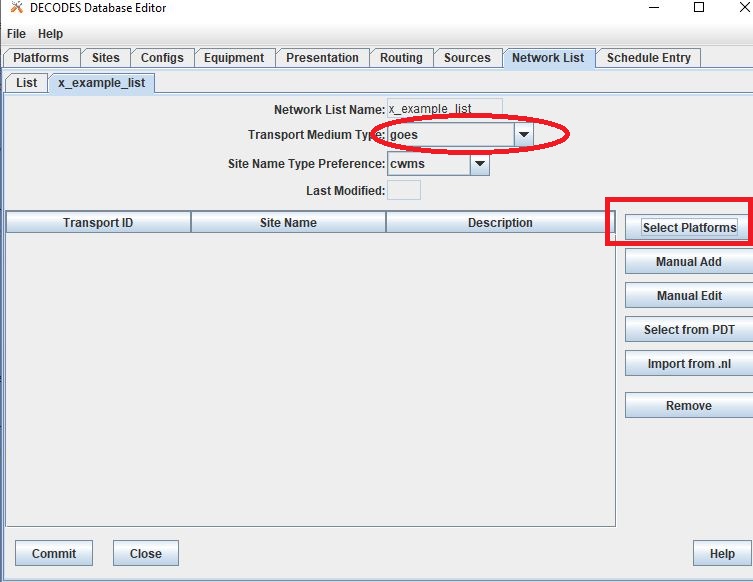 DECODES Database Editor
File Help
Platforms Sites Configs Equipment Presentation Routing Sources Network List Schedule Entry
List x_example_list
Network List Name: x_example_list
Transport Medium Type: goes
Site Name Type Preference: cwms
Last Modified:
Transport ID Site Name Description
Select Platforms
Manual Add
Manual Edit
Select from PDT
Import from .nl
Remove
Commit Close Help